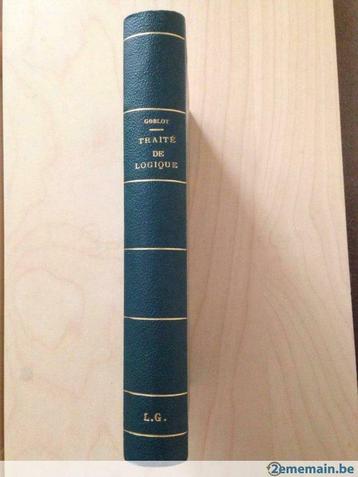 GOBLOT
TRAITÉ
DE
LOGIQUE
L.G.
2ememain.be